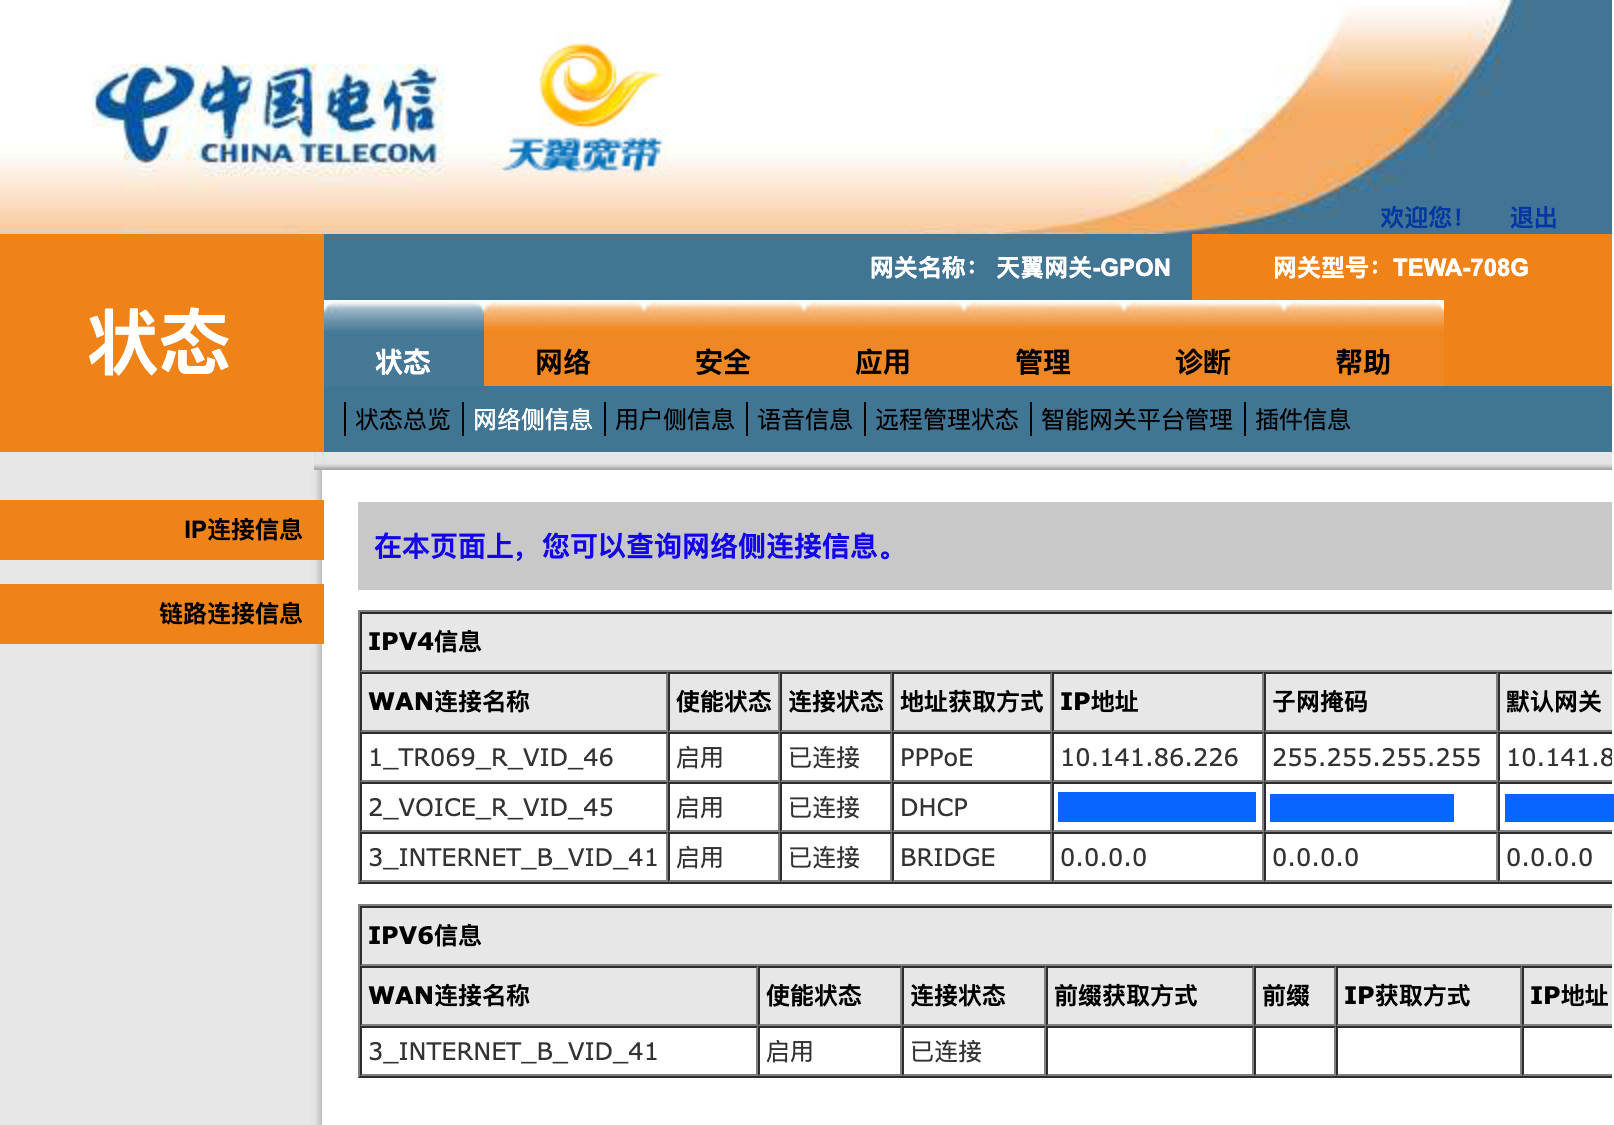 中国电信
CHINA TELECOM
天翼宽带
欢迎您! 退出
网关名称： 天翼网关-GPON 网关型号：TEWA-708G
状态
状态 网络 安全 应用 管理 诊断 帮助
状态总览 网络侧信息 用户侧信息 语音信息 远程管理状态 智能网关平台管理 插件信息
IP连接信息
链路连接信息
在本页面上，您可以查询网络侧连接信息。
IPV4信息
WAN连接名称 使能状态 连接状态 地址获取方式 IP地址 子网掩码 默认网关
1_TR069_R_VID_46 启用 已连接 PPPoE 10.141.86.226 255.255.255.255 10.141.8
2_VOICE_R_VID_45 启用 已连接 DHCP
3_INTERNET_B_VID_41 启用 已连接 BRIDGE 0.0.0.0 0.0.0.0 0.0.0.0
IPV6信息
WAN连接名称 使能状态 连接状态 前缀获取方式 前缀 IP获取方式 IP地址
3_INTERNET_B_VID_41 启用 已连接